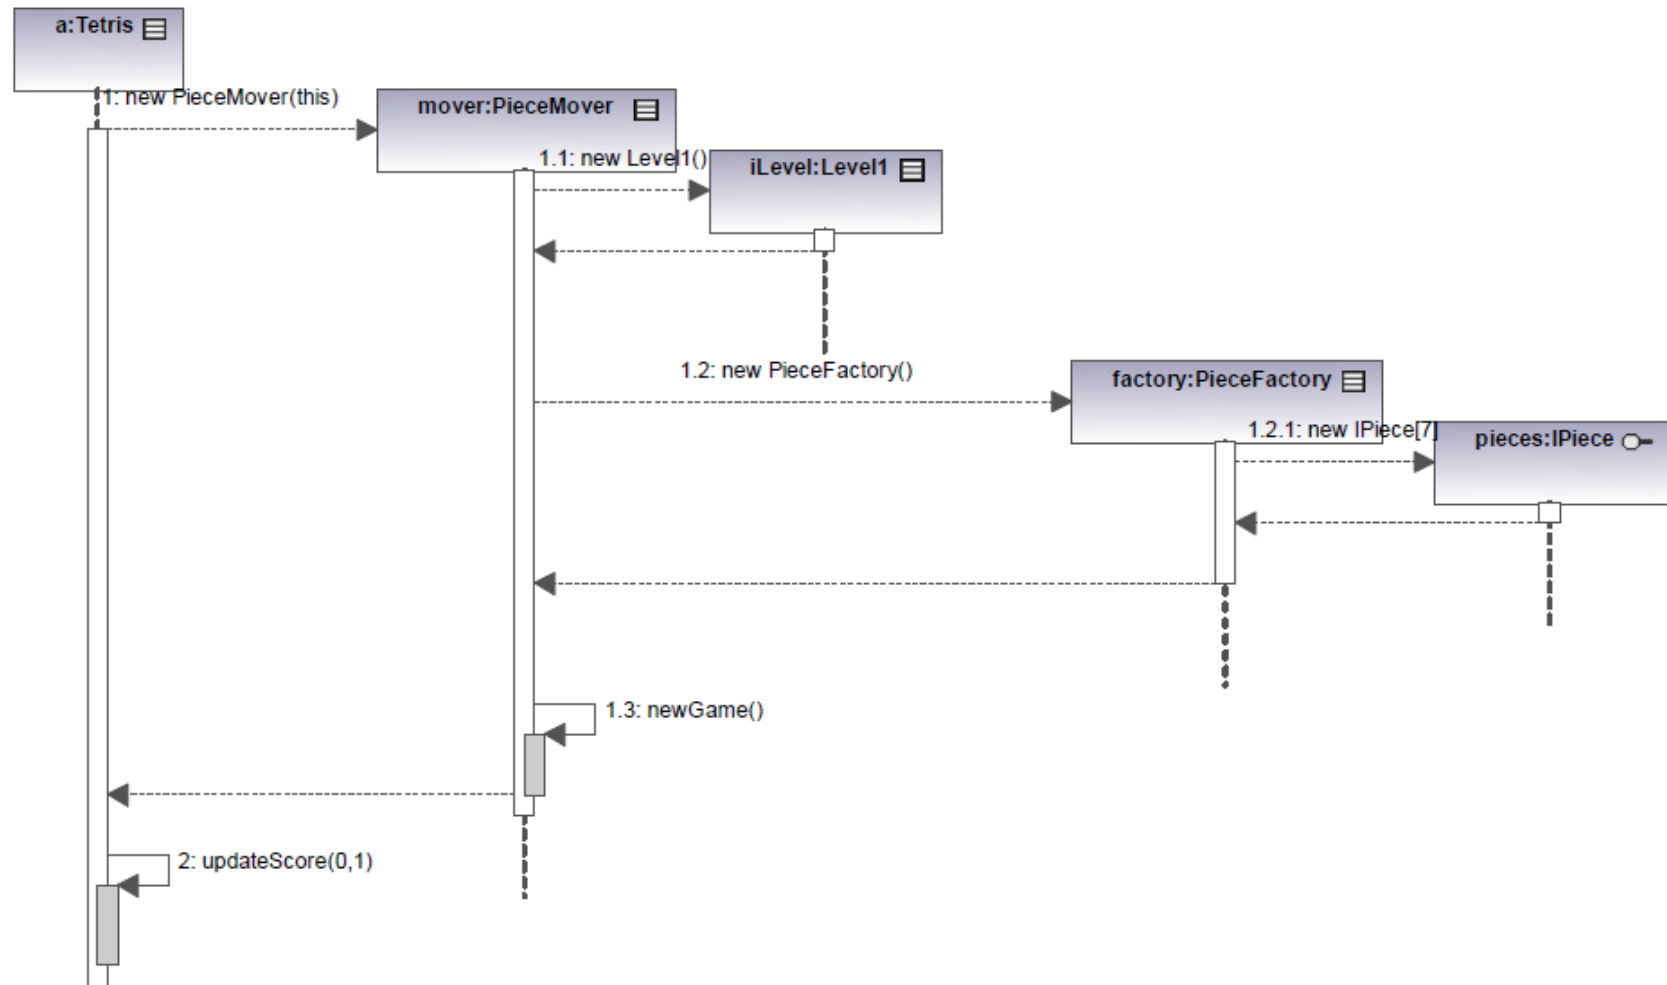 a:Tetris
1: new PieceMover(this)
mover:PieceMover
1.1: new Level1()
iLevel:Level1
1.2: new PieceFactory()
factory:PieceFactory
1.2.1: new IPiece[7]
pieces:IPiece
1.3: newGame()
2: updateScore(0,1)